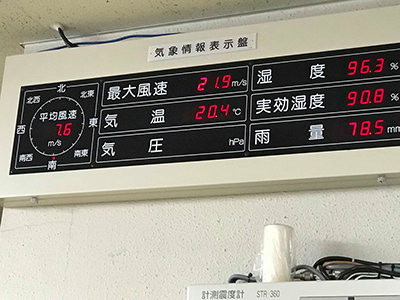 気象情報表示盤
北
北西 北東
平均風速
西 7.6 東
m/s
南西 南東
南
最大風速 21.9 m/s
気温 20.4 ℃
気圧 hPa
湿度 96.3 %
実効湿度 90.8 %
雨量 78.5 mm
計測震度計 STR-360